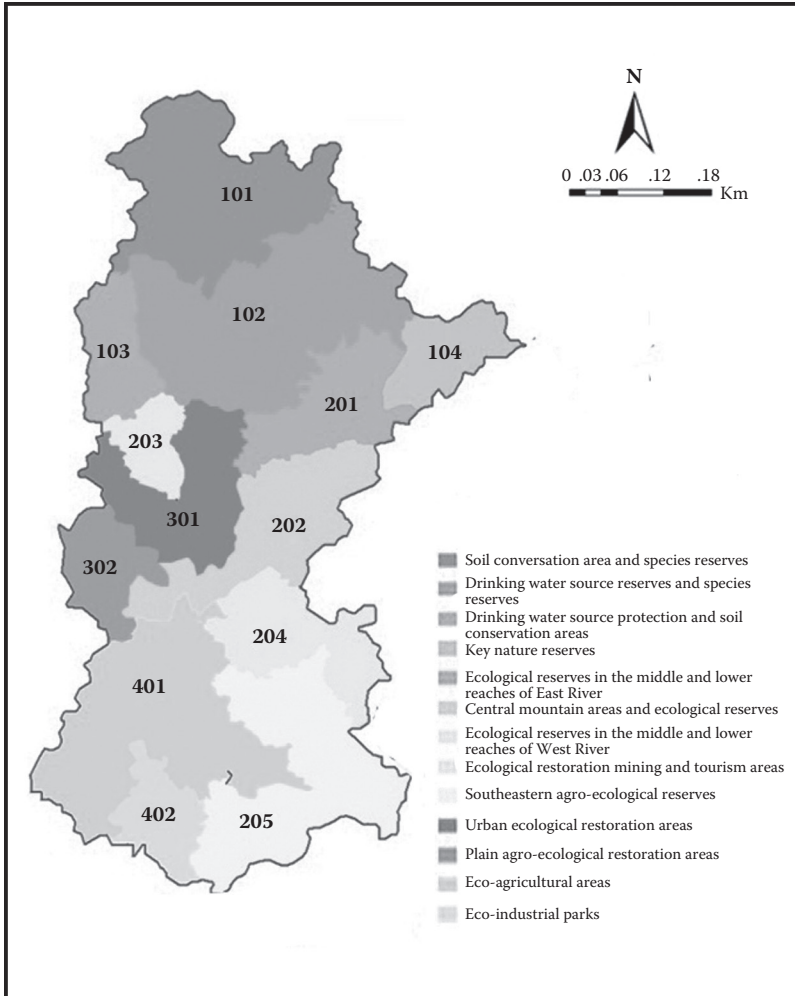 N
0 .03 .06 .12 .18
Km
101
102
103
104
201
203
301
202
302
204
401
402
205
Soil conversation area and species reserves
Drinking water source reserves and species
reserves
Drinking water source protection and soil
conservation areas
Key nature reserves
Ecological reserves in the middle and lower
reaches of East River
Central mountain areas and ecological reserves
Ecological reserves in the middle and lower
reaches of West River
Ecological restoration mining and tourism areas
Southeastern agro-ecological reserves
Urban ecological restoration areas
Plain agro-ecological restoration areas
Eco-agricultural areas
Eco-industrial parks